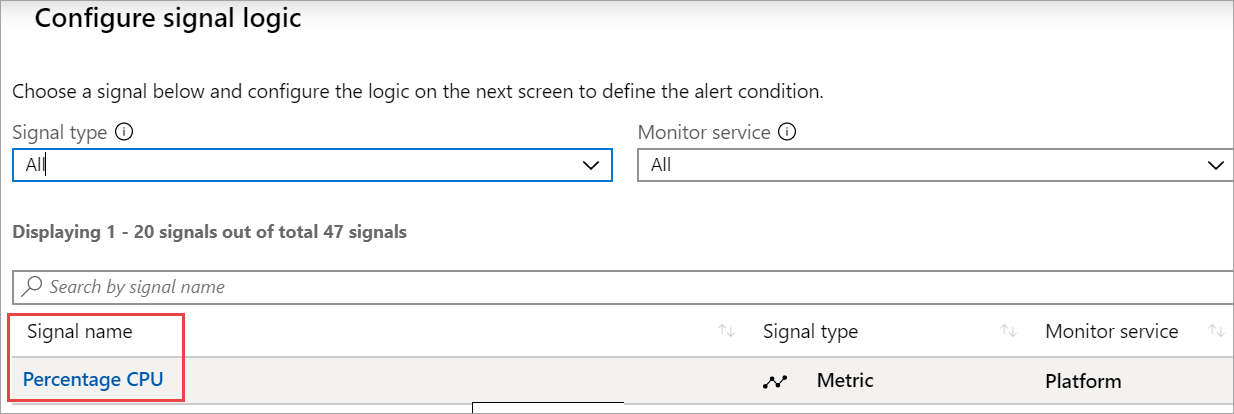 Configure signal logic
Choose a signal below and configure the logic on the next screen to define the alert condition.
Signal type Monitor service
All All
Displaying 1 - 20 signals out of total 47 signals
Search by signal name
Signal name Signal type Monitor service
Percentage CPU Metric Platform